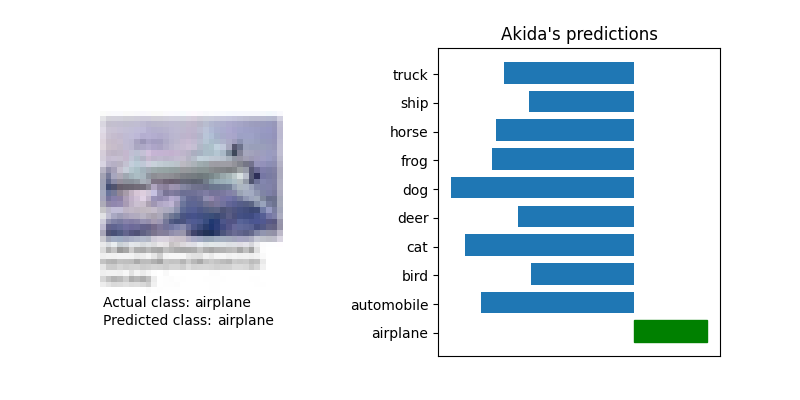 Akida's predictions
truck
ship
horse
frog
dog
deer
cat
bird
automobile
airplane
Actual class: airplane
Predicted class: airplane